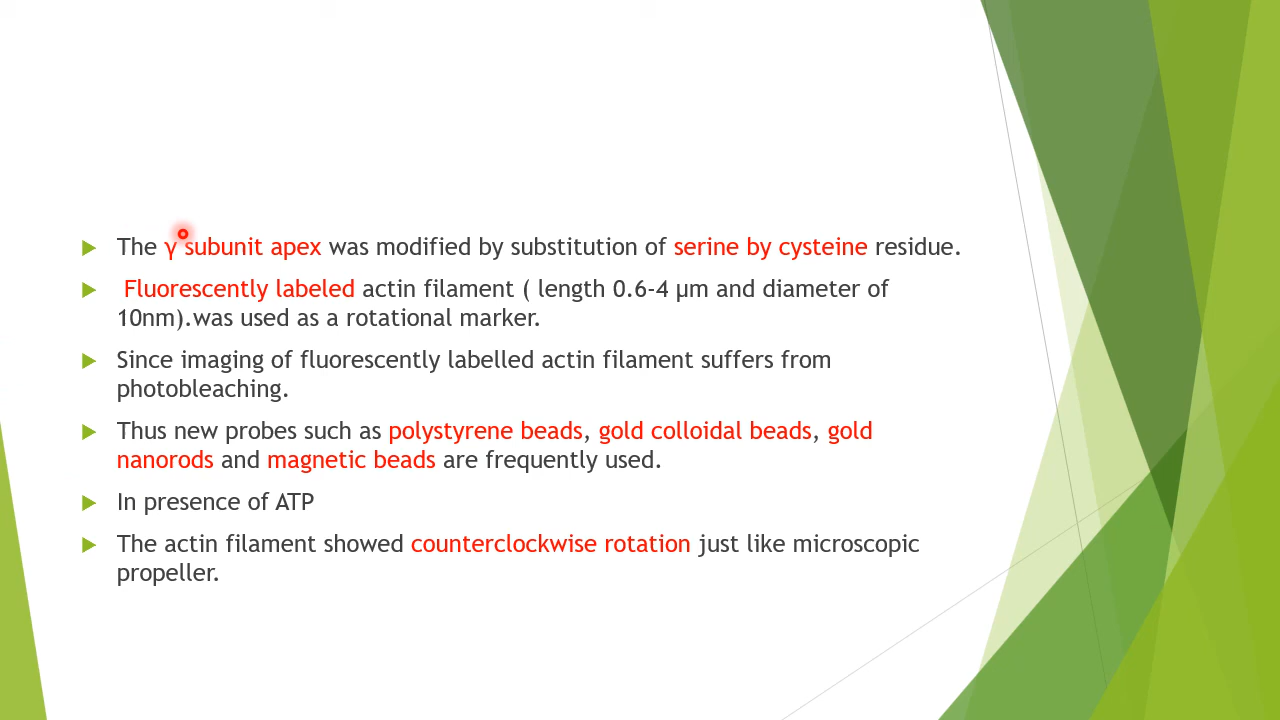 The γ subunit apex was modified by substitution of serine by cysteine residue.
Fluorescently labeled actin filament ( length 0.6-4 µm and diameter of
10nm).was used as a rotational marker.
Since imaging of fluorescently labelled actin filament suffers from
photobleaching.
Thus new probes such as polystyrene beads, gold colloidal beads, gold
nanorods and magnetic beads are frequently used.
In presence of ATP
The actin filament showed counterclockwise rotation just like microscopic
propeller.